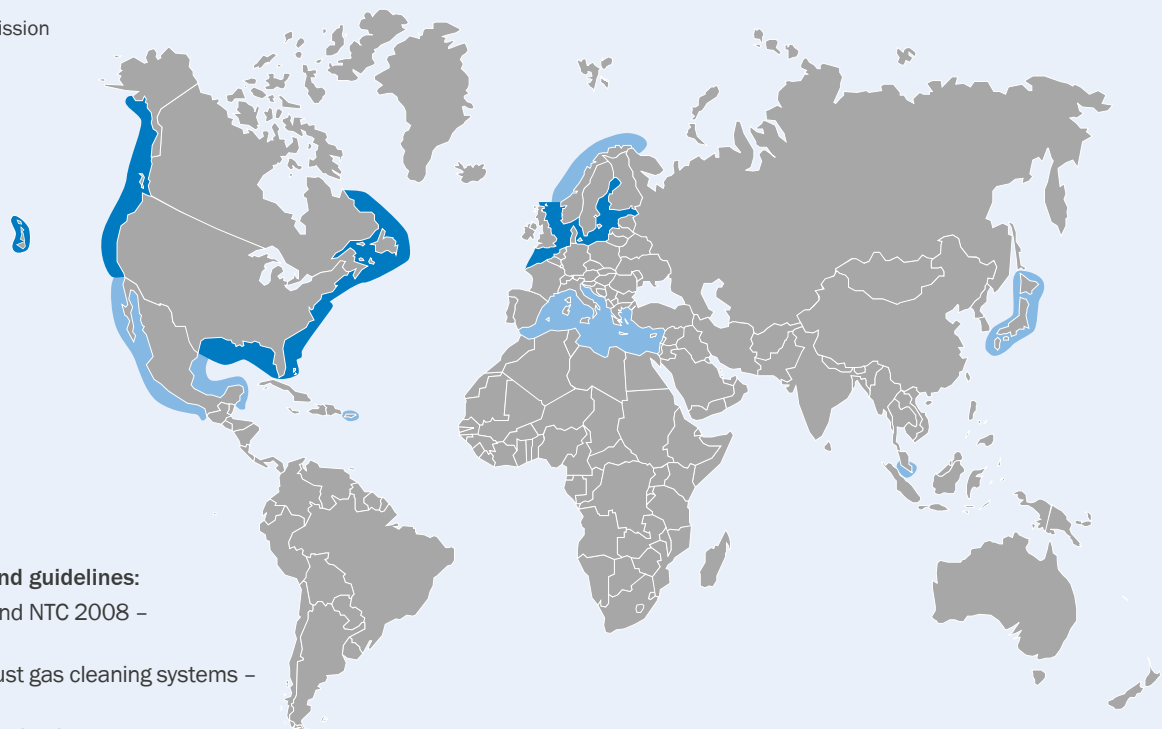 ission
nd guidelines:
nd NTC 2008 –
ust gas cleaning systems –